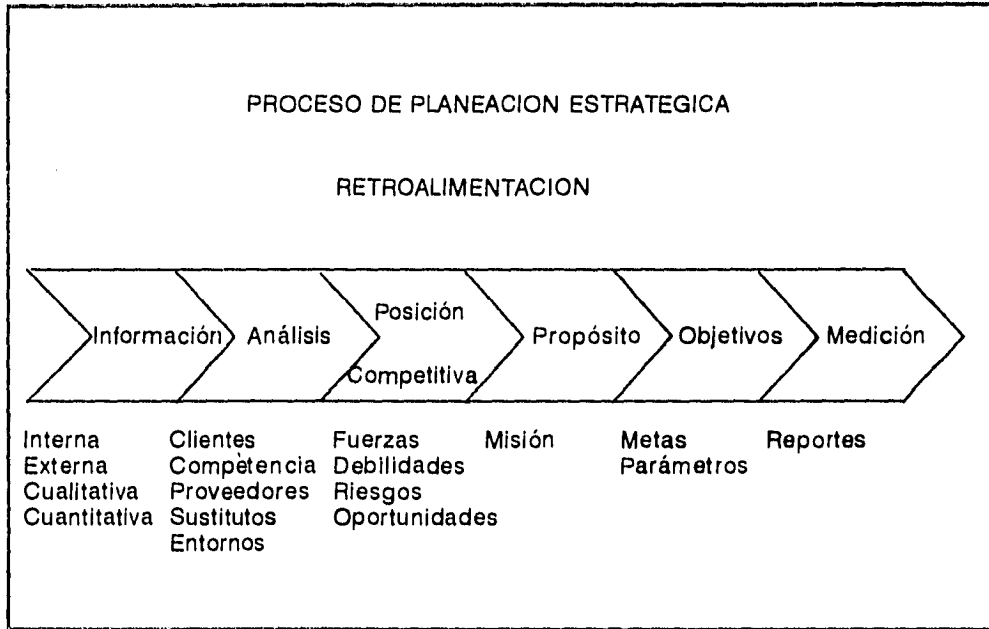 PROCESO DE PLANEACION ESTRATEGICA
RETROALIMENTACION
Información
Análisis
Posición
Competitiva
Propósito
Objetivos
Medición
Interna
Externa
Cualitativa
Cuantitativa
Clientes
Competencia
Proveedores
Sustitutos
Entornos
Fuerzas
Debilidades
Riesgos
Oportunidades
Misión
Metas
Parámetros
Reportes